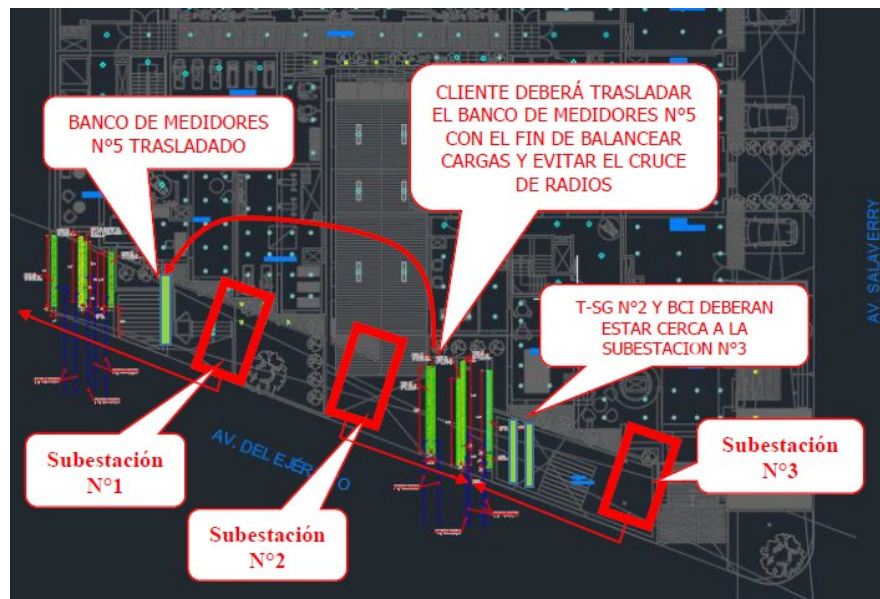 BANCO DE MEDIDORES
N°5 TRASLADADO
CLIENTE DEBERÁ TRASLADAR
EL BANCO DE MEDIDORES N°5
CON EL FIN DE BALANCEAR
CARGAS Y EVITAR EL CRUCE
DE RADIOS
AV. SALAVERRY
T-SG N°2 Y BCI DEBERAN
ESTAR CERCA A LA
SUBESTACION N°3
Subestación
N°1
AV. DEL EJÉR
O
Subestación
N°2
Subestación
N°3